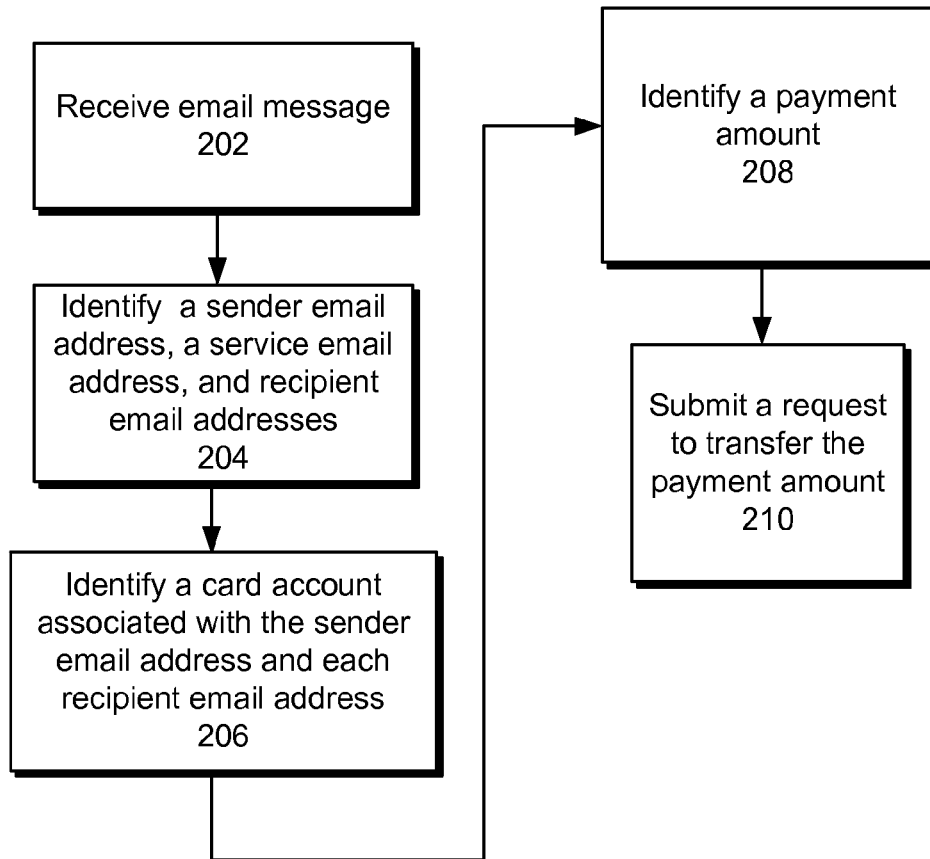 Receive email message
202
Identify a sender email
address, a service email
address, and recipient
email addresses
204
Identify a card account
associated with the sender
email address and each
recipient email address
206
Identify a payment
amount
208
Submit a request
to transfer the
payment amount
210